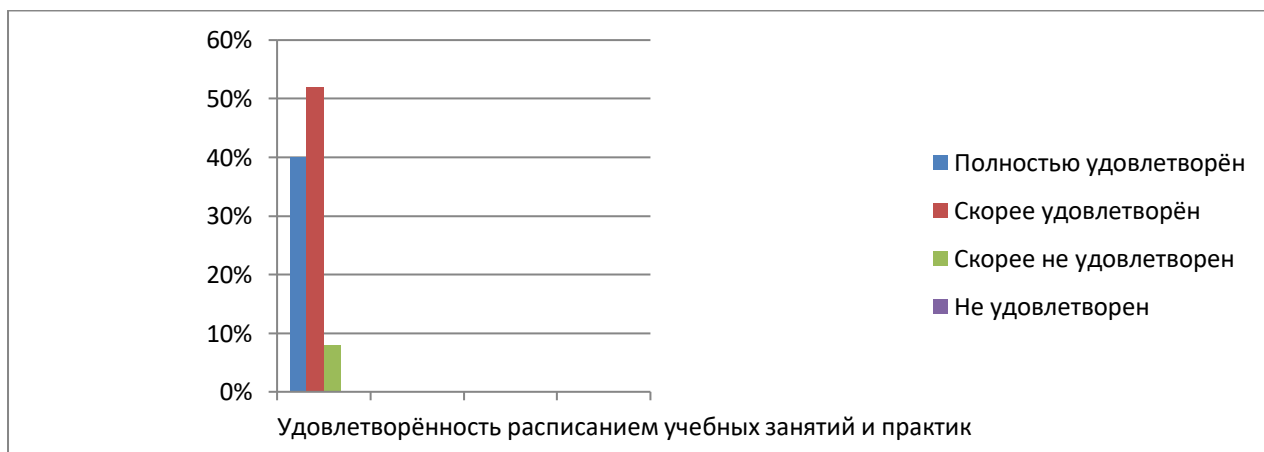 60%
50%
40%
30%
20%
10%
0%
Полностью удовлетворён
Скорее удовлетворён
Скорее не удовлетворен
Не удовлетворен
Удовлетворённость расписанием учебных занятий и практик